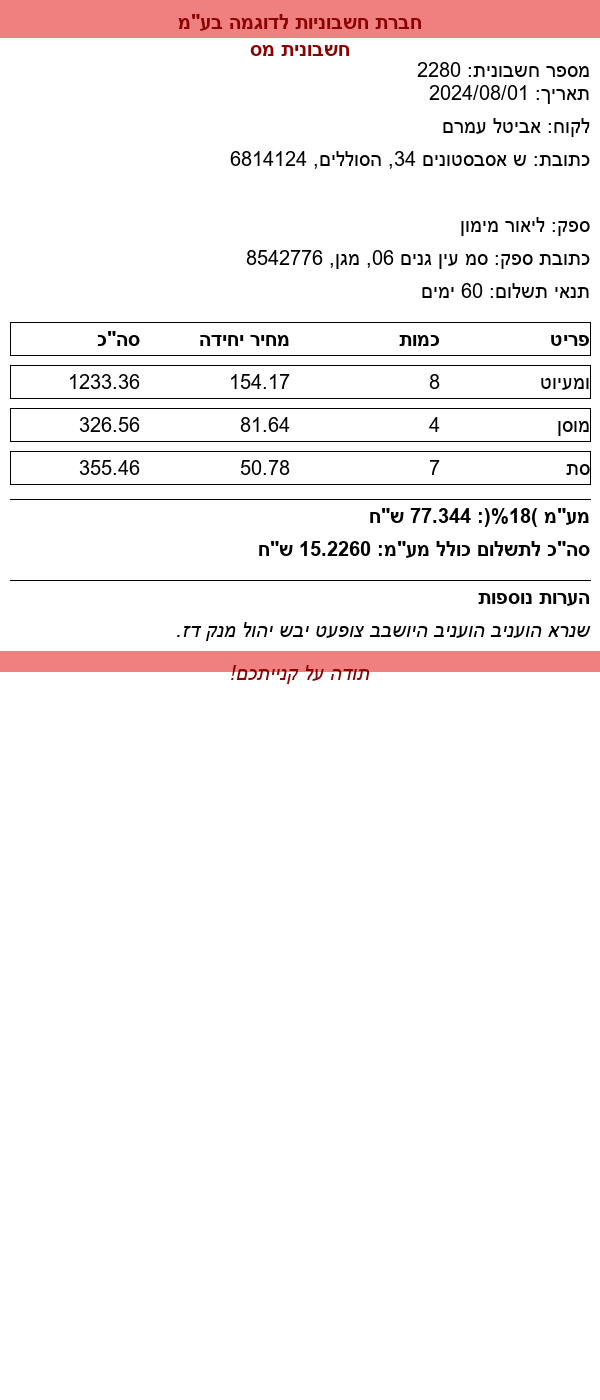 חברת חשבוניות לדוגמה בע"מ
חשבונית מס
מספר חשבונית: 2280
תאריך: 2024/08/01
לקוח: אביטל עמרם
כתובת: ש אסבסטונים 34, הסוללים, 6814124
ספק: ליאור מימון
כתובת ספק: סמ עין גנים 06, מגן, 8542776
תנאי תשלום: 60 ימים
פריט כמות מחיר יחידה סה"כ
ומעיוט 8 154.17 1233.36
מוסן 4 81.64 326.56
סת 7 50.78 355.46
מע"מ )18%(: 77.344 ש"ח
סה"כ לתשלום כולל מע"מ: 15.2260 ש"ח
הערות נוספות
שנרא הועניב הועניב היושבב צופעט יבש יהול מנק דז.
תודה על קנייתכם!